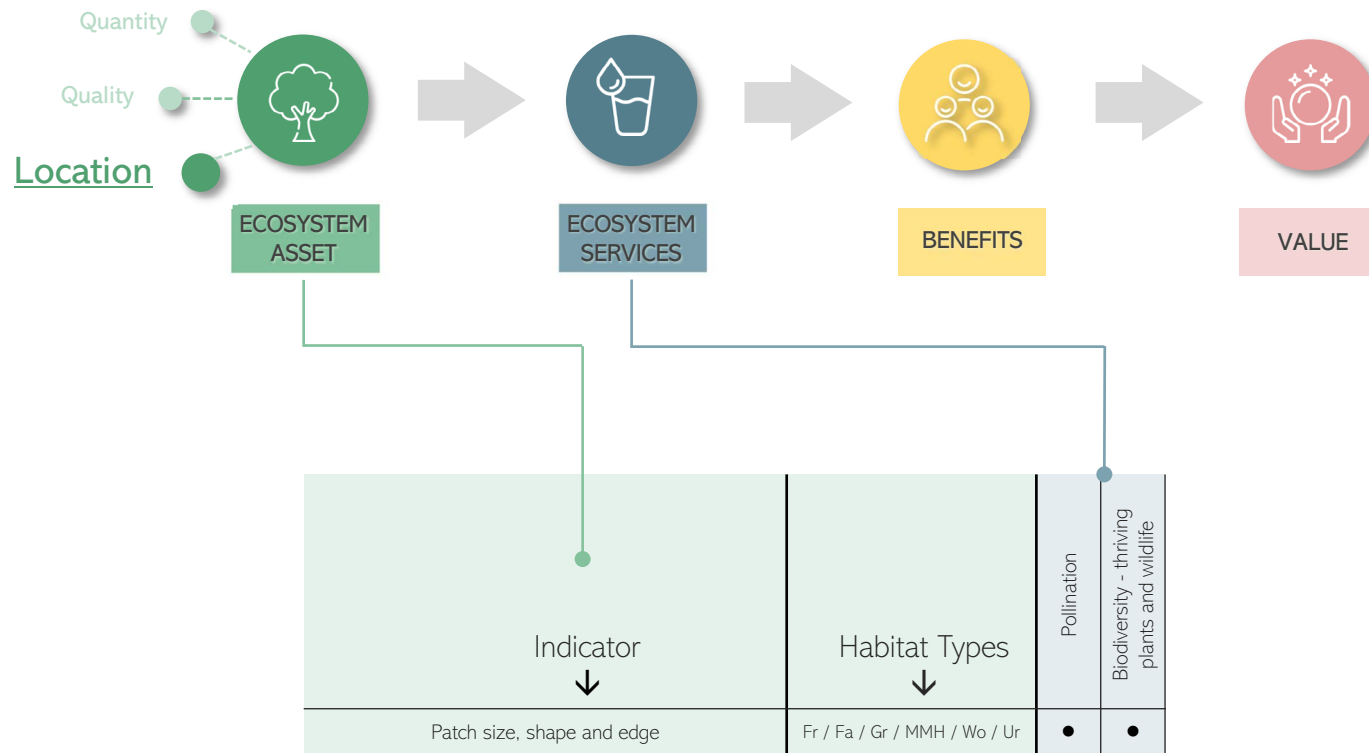 Quantity
Quality
Location
ECOSYSTEM
ASSET
ECOSYSTEM
SERVICES
BENEFITS
VALUE
Indicator
↓
Habitat Types
↓
Pollination
Biodiversity - thriving
plants and wildlife
Patch size, shape and edge
Fr / Fa / Gr / MMH / Wo / Ur
●
●